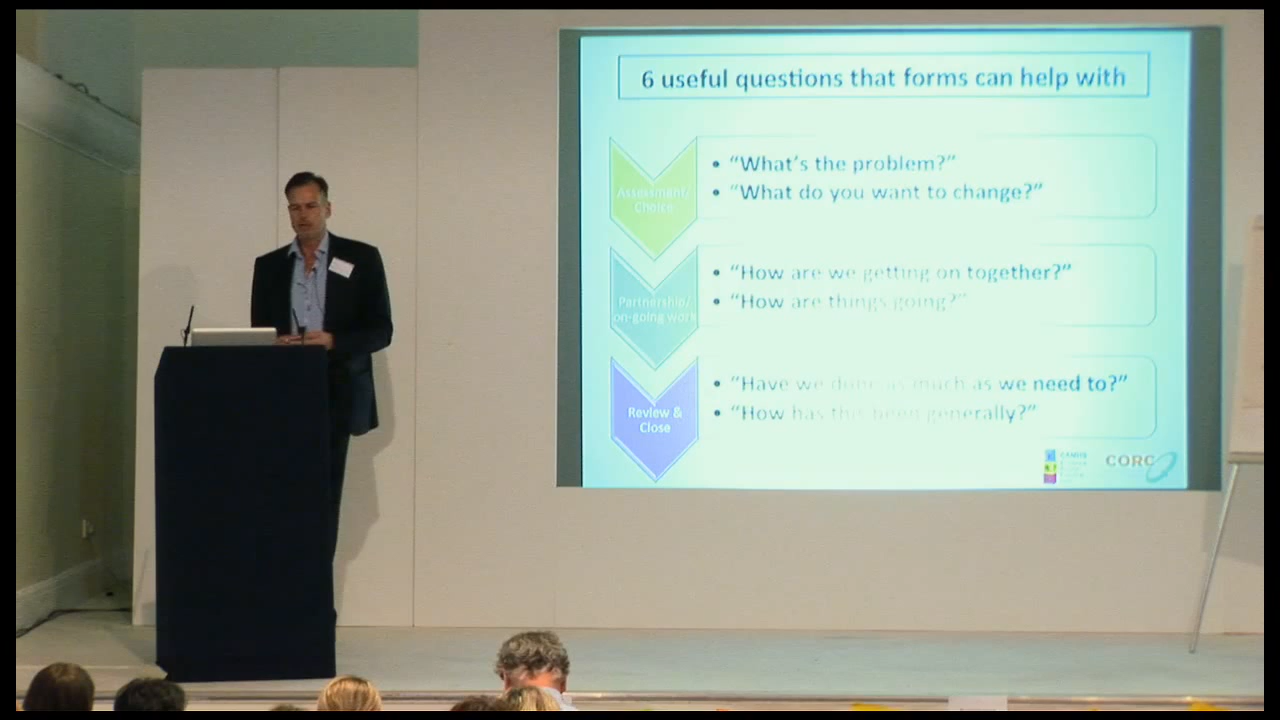 6 useful questions that forms can help with
Assessment/
Choice
• “What’s the problem?”
• “What do you want to change?”
Partnership/
on-going work
• “How are we getting on together?”
• “How are things going?”
Review &
Close
• “Have we done as much as we need to?”
• “How has this been generally?”
CORC